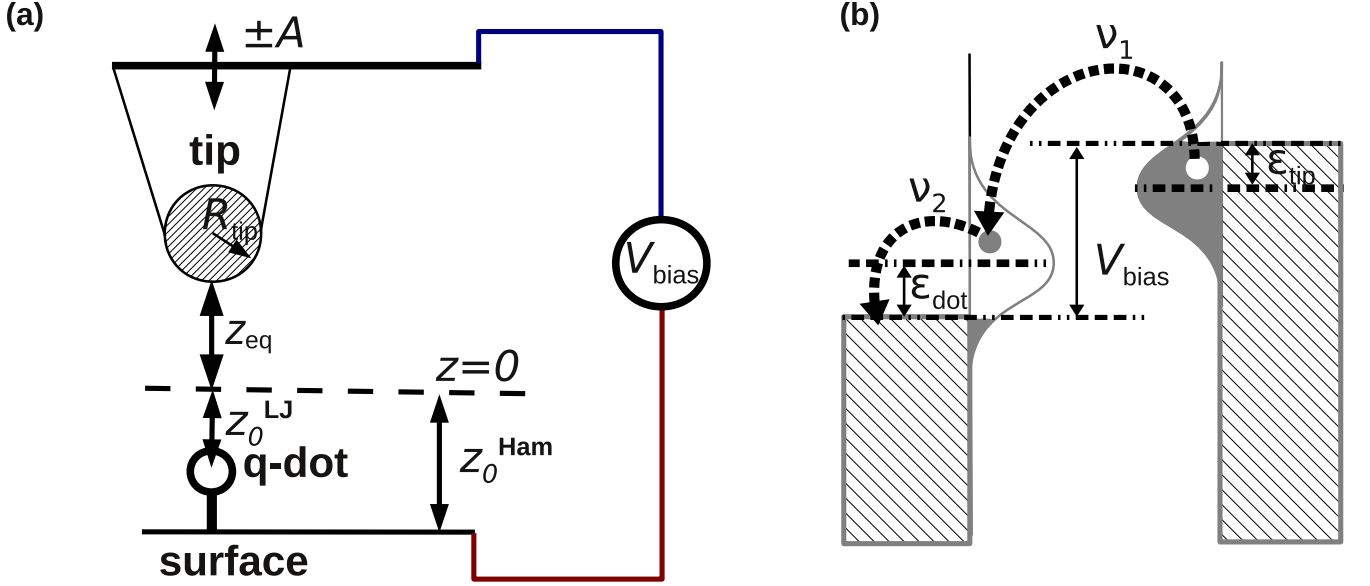 (a)
±A
tip
R_tip
V_bias
z_eq
z=0
z_0^LJ
q-dot
z_0^Ham
surface
(b)
ν_1
ε_tip
ν_2
V_bias
ε_dot